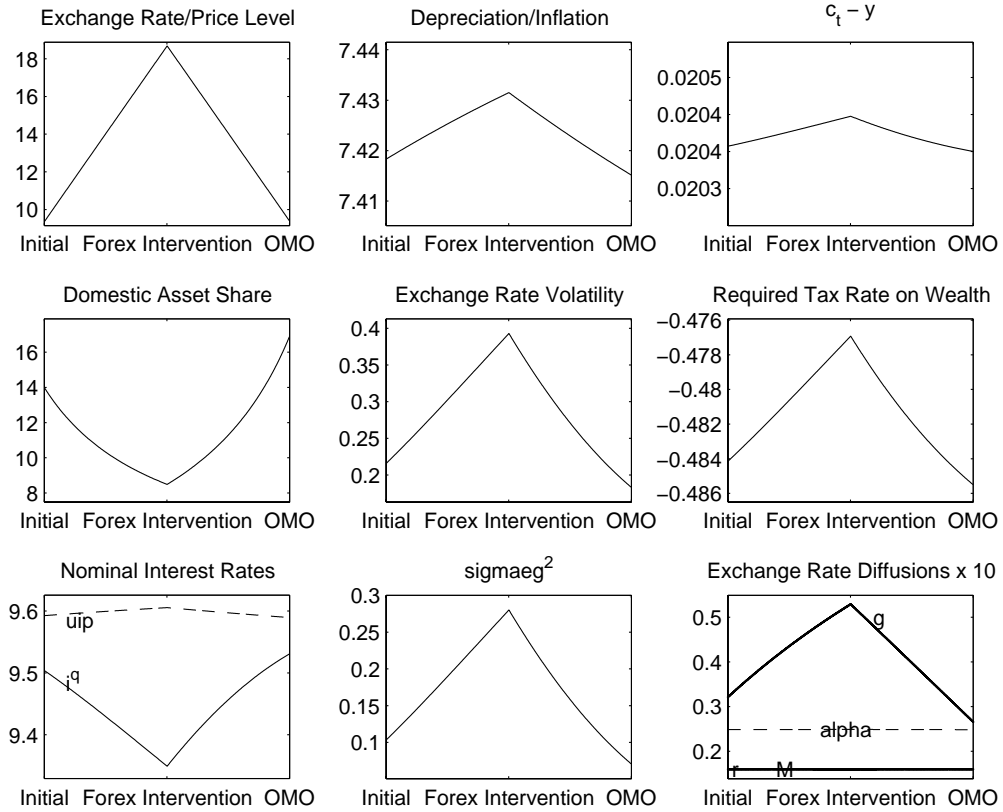 Exchange Rate/Price Level
18
16
14
12
10
Initial Forex Intervention OMO
Depreciation/Inflation
7.44
7.43
7.42
7.41
Initial Forex Intervention OMO
c_t − y
0.0205
0.0204
0.0204
0.0203
Initial Forex Intervention OMO
Domestic Asset Share
16
14
12
10
8
Initial Forex Intervention OMO
Exchange Rate Volatility
0.4
0.35
0.3
0.25
0.2
Initial Forex Intervention OMO
Required Tax Rate on Wealth
−0.476
−0.478
−0.48
−0.482
−0.484
−0.486
Initial Forex Intervention OMO
Nominal Interest Rates
9.6
9.5
9.4
uip
i^q
Initial Forex Intervention OMO
sigmaeg^2
0.3
0.25
0.2
0.15
0.1
Initial Forex Intervention OMO
Exchange Rate Diffusions x 10
0.5
0.4
0.3
0.2
g
alpha
r M
Initial Forex Intervention OMO